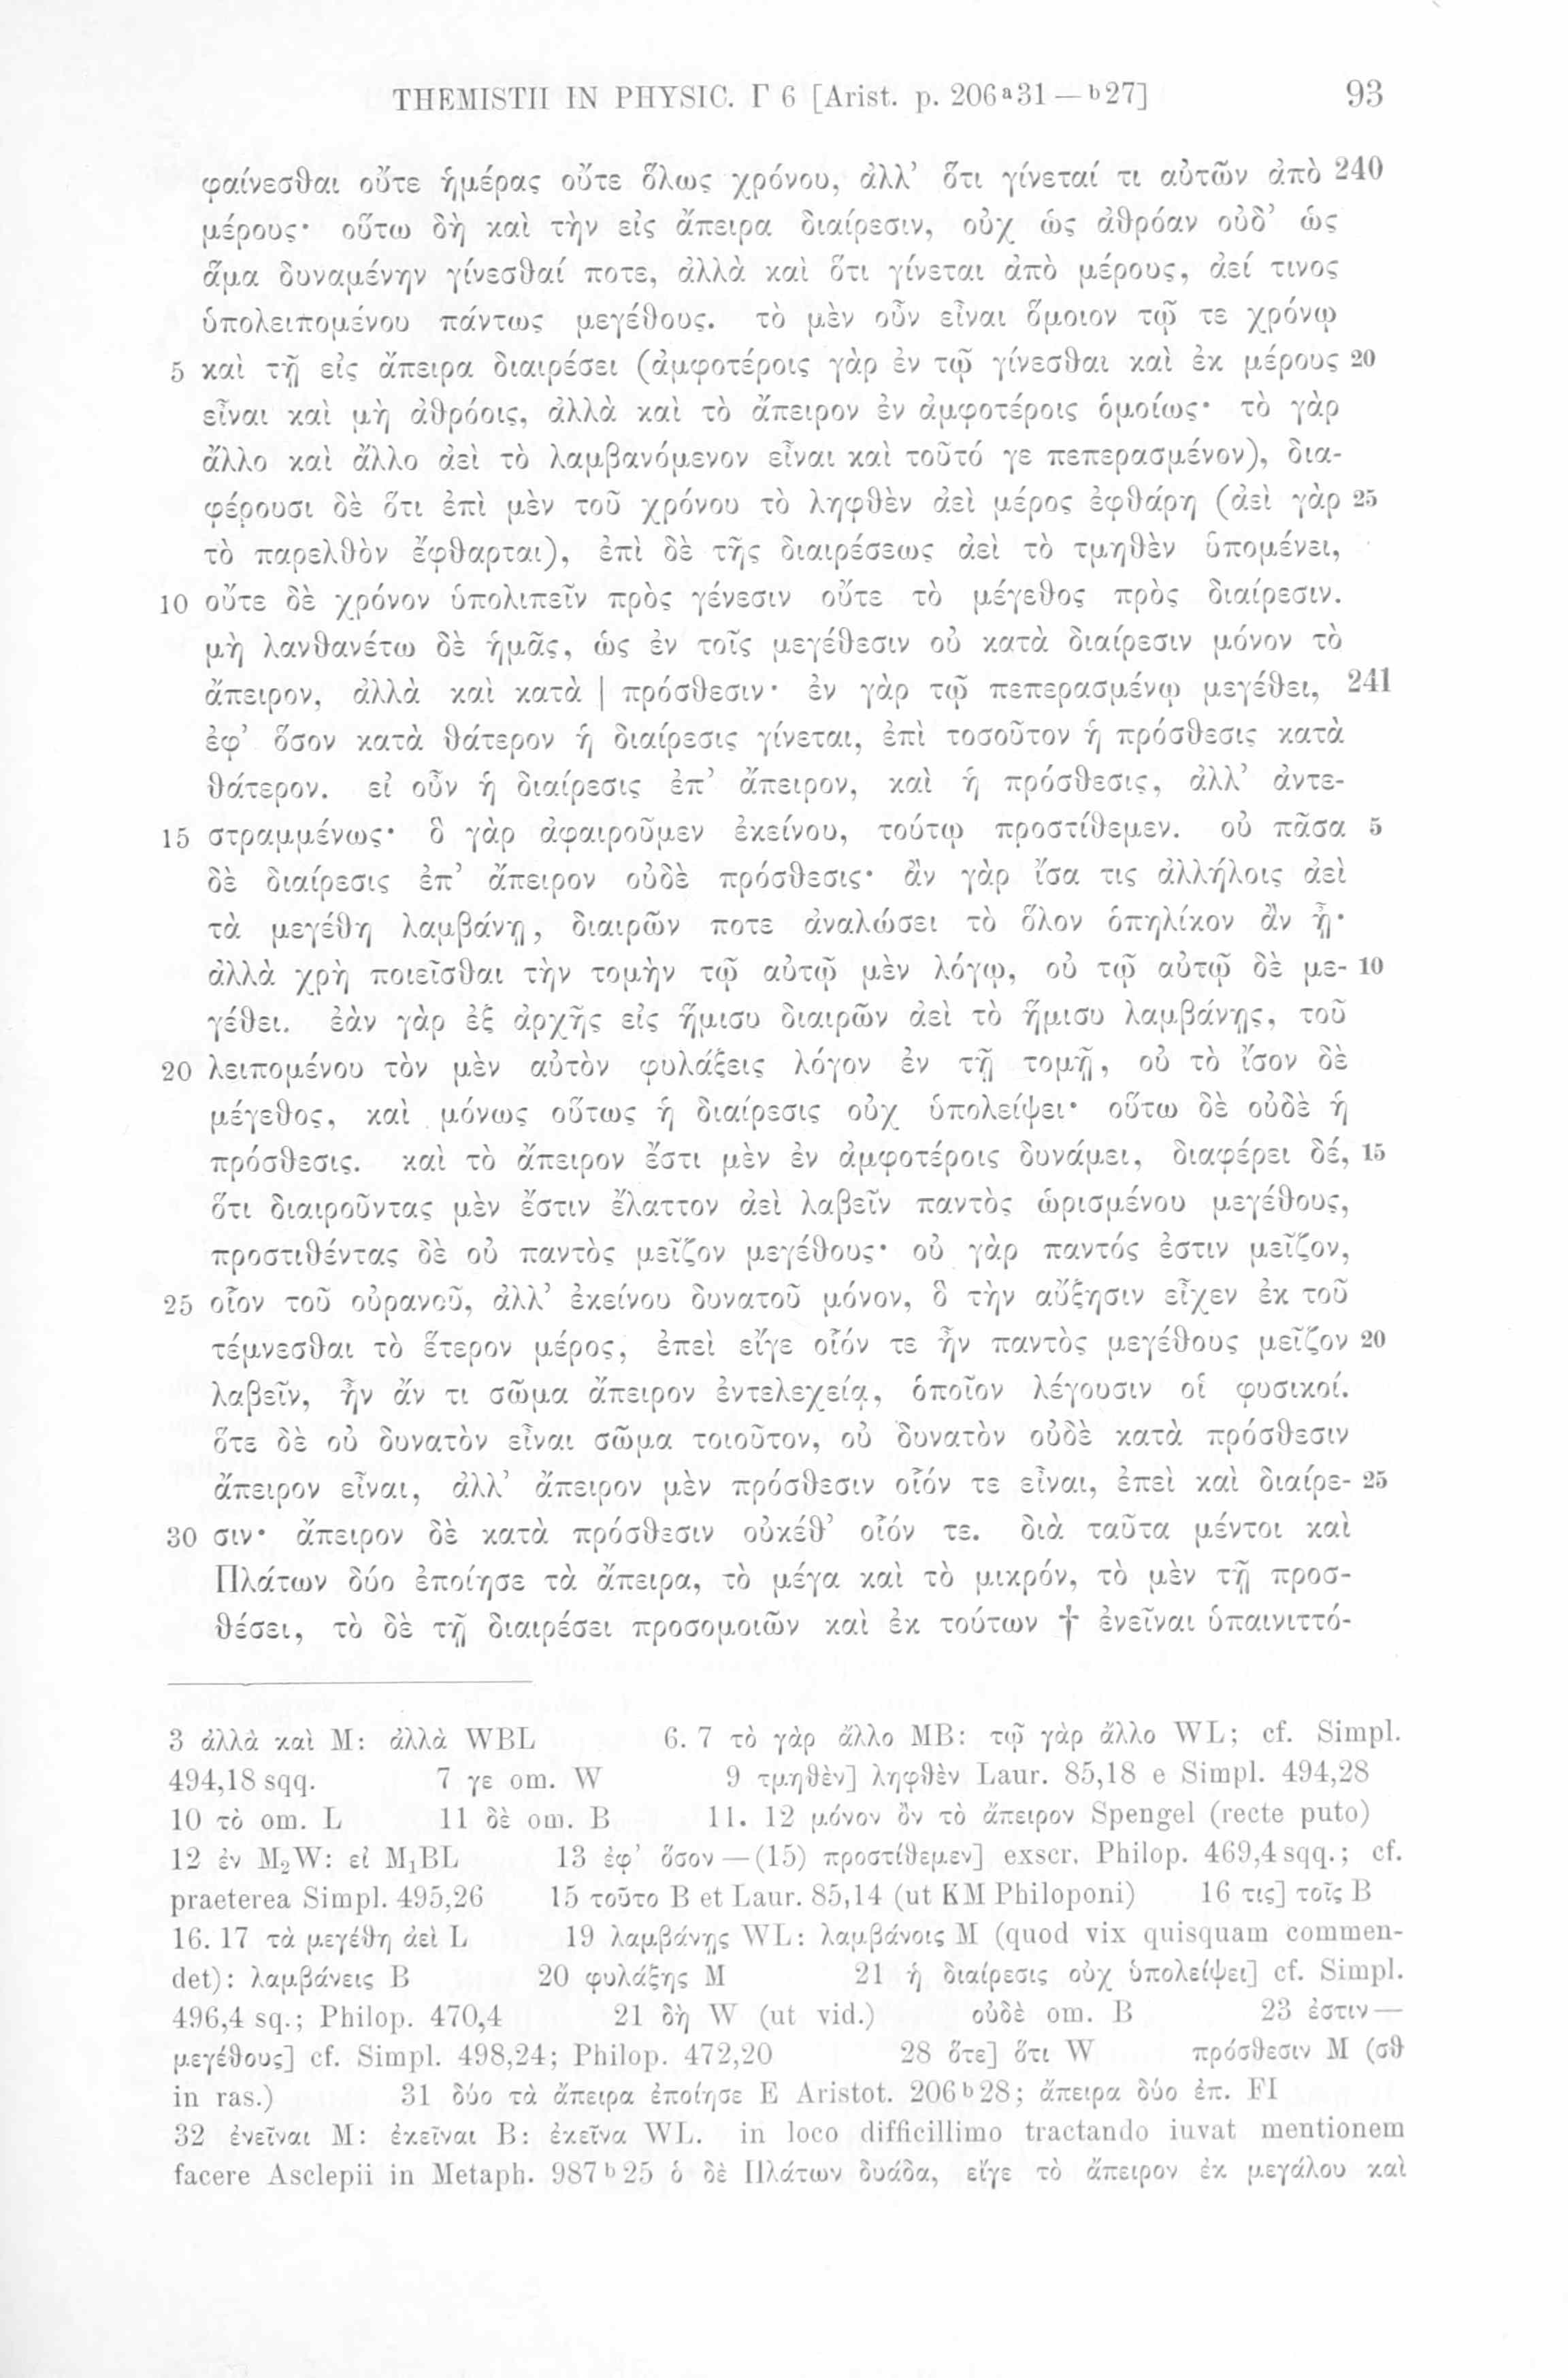 THEMISTII IN PHYSIC. Γ 6 [Arist. p. 206ᵃ31 — ᵇ27] 93
φαίνεσθαι οὔτε ἡμέρας οὔτε ὅλως χρόνου, ἀλλ’ ὅτι γίνεταί τι αὐτῶν ἀπὸ 240
μέρους· οὕτω δὴ καὶ τὴν εἰς ἄπειρα διαίρεσιν, οὐχ ὡς ἀθρόαν οὐδ’ ὡς
ἅμα δυναμένην γίνεσθαί ποτε, ἀλλὰ καὶ ὅτι γίνεται ἀπὸ μέρους, ἀεί τινος
ὑπολειπομένου πάντως μεγέθους. τὸ μὲν οὖν εἶναι ὅμοιον τῷ τε χρόνῳ
5 καὶ τῇ εἰς ἄπειρα διαιρέσει (ἀμφοτέροις γὰρ ἐν τῷ γίνεσθαι καὶ ἐκ μέρους 20
εἶναι καὶ μὴ ἀθρόοις, ἀλλὰ καὶ τὸ ἄπειρον ἐν ἀμφοτέροις ὁμοίως· τὸ γὰρ
ἄλλο καὶ ἄλλο ἀεὶ τὸ λαμβανόμενον εἶναι καὶ τοῦτό γε πεπερασμένον), δια-
φέρουσι δὲ ὅτι ἐπὶ μὲν τοῦ χρόνου τὸ ληφθὲν ἀεὶ μέρος ἐφθάρη (ἀεὶ γὰρ 25
τὸ παρελθὸν ἔφθαρται), ἐπὶ δὲ τῆς διαιρέσεως ἀεὶ τὸ τμηθὲν ὑπομένει,
10 οὔτε δὲ χρόνον ὑπολιπεῖν πρὸς γένεσιν οὔτε τὸ μέγεθος πρὸς διαίρεσιν.
μὴ λανθανέτω δὲ ἡμᾶς, ὡς ἐν τοῖς μεγέθεσιν οὐ κατὰ διαίρεσιν μόνον τὸ
ἄπειρον, ἀλλὰ καὶ κατὰ | πρόσθεσιν· ἐν γὰρ τῷ πεπερασμένῳ μεγέθει, 241
ἐφ’ ὅσον κατὰ θάτερον ἡ διαίρεσις γίνεται, ἐπὶ τοσοῦτον ἡ πρόσθεσις κατὰ
θάτερον. εἰ οὖν ἡ διαίρεσις ἐπ’ ἄπειρον, καὶ ἡ πρόσθεσις, ἀλλ’ ἀντε-
15 στραμμένως· ὃ γὰρ ἀφαιροῦμεν ἐκείνου, τούτῳ προστίθεμεν. οὐ πᾶσα 5
δὲ διαίρεσις ἐπ’ ἄπειρον οὐδὲ πρόσθεσις· ἂν γὰρ ἴσα τις ἀλλήλοις ἀεὶ
τὰ μεγέθη λαμβάνῃ, διαιρῶν ποτε ἀναλώσει τὸ ὅλον ὁπηλίκον ἂν ᾖ·
ἀλλὰ χρὴ ποιεῖσθαι τὴν τομὴν τῷ αὐτῷ μὲν λόγῳ, οὐ τῷ αὐτῷ δὲ με- 10
γέθει. ἐὰν γὰρ ἐξ ἀρχῆς εἰς ἥμισυ διαιρῶν ἀεὶ τὸ ἥμισυ λαμβάνῃς, τοῦ
20 λειπομένου τὸν μὲν αὐτὸν φυλάξεις λόγον ἐν τῇ τομῇ, οὐ τὸ ἴσον δὲ
μέγεθος, καὶ μόνως οὕτως ἡ διαίρεσις οὐχ ὑπολείψει· οὕτω δὲ οὐδὲ ἡ
πρόσθεσις. καὶ τὸ ἄπειρον ἔστι μὲν ἐν ἀμφοτέροις δυνάμει, διαφέρει δέ, 15
ὅτι διαιροῦντας μὲν ἔστιν ἔλαττον ἀεὶ λαβεῖν παντὸς ὡρισμένου μεγέθους,
προστιθέντας δὲ οὐ παντὸς μεῖζον μεγέθους· οὐ γὰρ παντός ἐστιν μεῖζον,
25 οἷον τοῦ οὐρανοῦ, ἀλλ’ ἐκείνου δυνατοῦ μόνον, ὃ τὴν αὔξησιν εἶχεν ἐκ τοῦ
τέμνεσθαι τὸ ἕτερον μέρος, ἐπεὶ εἴγε οἷόν τε ἦν παντὸς μεγέθους μεῖζον 20
λαβεῖν, ἦν ἄν τι σῶμα ἄπειρον ἐντελεχείᾳ, ὁποῖον λέγουσιν οἱ φυσικοί.
ὅτε δὲ οὐ δυνατὸν εἶναι σῶμα τοιοῦτον, οὐ δυνατὸν οὐδὲ κατὰ πρόσθεσιν
ἄπειρον εἶναι, ἀλλ’ ἄπειρον μὲν πρόσθεσιν οἷόν τε εἶναι, ἐπεὶ καὶ διαίρε- 25
30 σιν· ἄπειρον δὲ κατὰ πρόσθεσιν οὐκέθ’ οἷόν τε. διὰ ταῦτα μέντοι καὶ
Πλάτων δύο ἐποίησε τὰ ἄπειρα, τὸ μέγα καὶ τὸ μικρόν, τὸ μὲν τῇ προσ-
θέσει, τὸ δὲ τῇ διαιρέσει προσομοιῶν καὶ ἐκ τούτων † ἐνεῖναι ὑπαινιττό-
3 ἀλλὰ καὶ M: ἀλλὰ WBL 6. 7 τὸ γὰρ ἄλλο MB: τῷ γὰρ ἄλλο WL; cf. Simpl.
494,18 sqq. 7 γε om. W 9 τμηθὲν] ληφθὲν Laur. 85,18 e Simpl. 494,28
10 τὸ om. L 11 δὲ om. B 11. 12 μόνον ὂν τὸ ἄπειρον Spengel (recte puto)
12 ἐν M₂W: εἰ M₁BL 13 ἐφ’ ὅσον — (15) προστίθεμεν] exscr. Philop. 469,4 sqq.; cf.
praeterea Simpl. 495,26 15 τοῦτο B et Laur. 85,14 (ut KM Philoponi) 16 τις] τοῖς B
16. 17 τὰ μεγέθη ἀεὶ L 19 λαμβάνῃς WL: λαμβάνοις M (quod vix quisquam commen-
det): λαμβάνεις B 20 φυλάξῃς M 21 ἡ διαίρεσις οὐχ ὑπολείψει] cf. Simpl.
496,4 sq.; Philop. 470,4 21 δὴ W (ut vid.) οὐδὲ om. B 23 ἐστιν —
μεγέθους] cf. Simpl. 498,24; Philop. 472,20 28 ὅτε] ὅτι W πρόσθεσιν M (σθ
in ras.) 31 δύο τὰ ἄπειρα ἐποίησε E Aristot. 206ᵇ28; ἄπειρα δύο ἐπ. FI
32 ἐνεῖναι M: ἐκεῖναι B: ἐκεῖνα WL. in loco difficillimo tractando iuvat mentionem
facere Asclepii in Metaph. 987ᵇ25 ὁ δὲ Πλάτων δυάδα, εἴγε τὸ ἄπειρον ἐκ μεγάλου καὶ